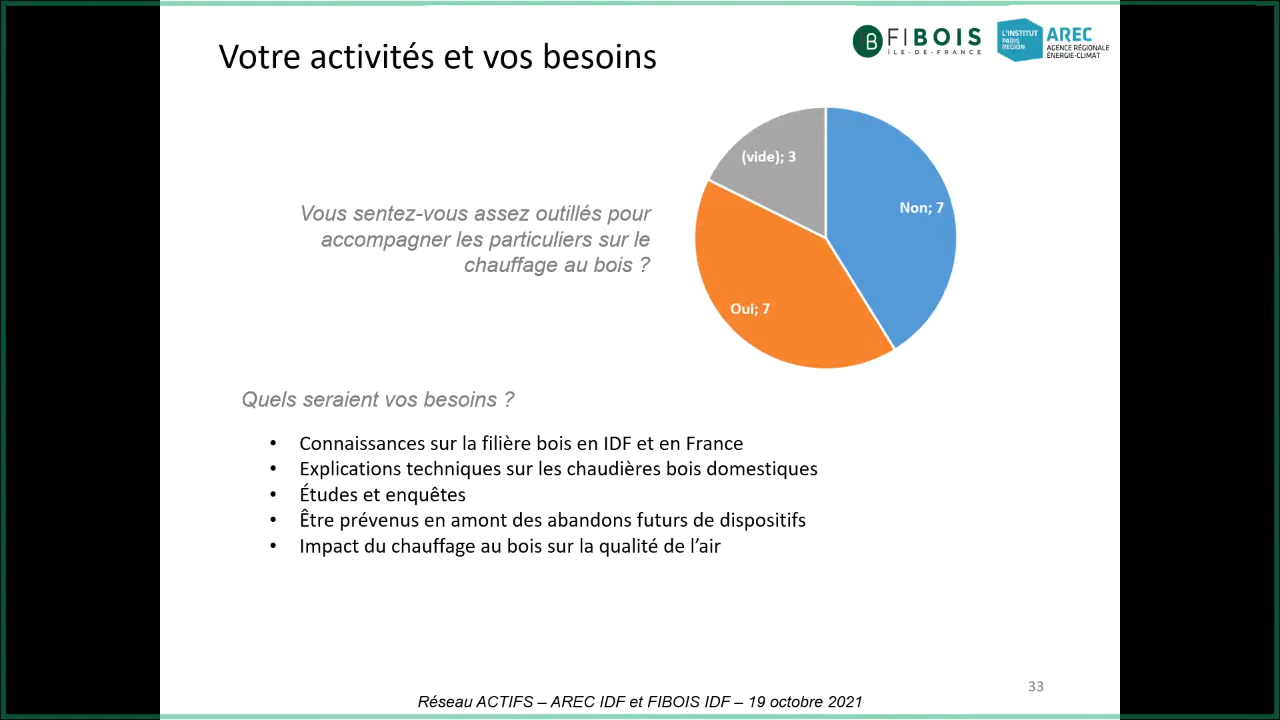 Votre activités et vos besoins
FIBOIS
ÎLE-DE-FRANCE
L'INSTITUT
PARIS
REGION
AREC
AGENCE RÉGIONALE
ÉNERGIE-CLIMAT
(vide); 3
Non; 7
Oui; 7
Vous sentez-vous assez outillés pour
accompagner les particuliers sur le
chauffage au bois ?
Quels seraient vos besoins ?
• Connaissances sur la filière bois en IDF et en France
• Explications techniques sur les chaudières bois domestiques
• Études et enquêtes
• Être prévenus en amont des abandons futurs de dispositifs
• Impact du chauffage au bois sur la qualité de l’air
33
Réseau ACTIFS – AREC IDF et FIBOIS IDF – 19 octobre 2021